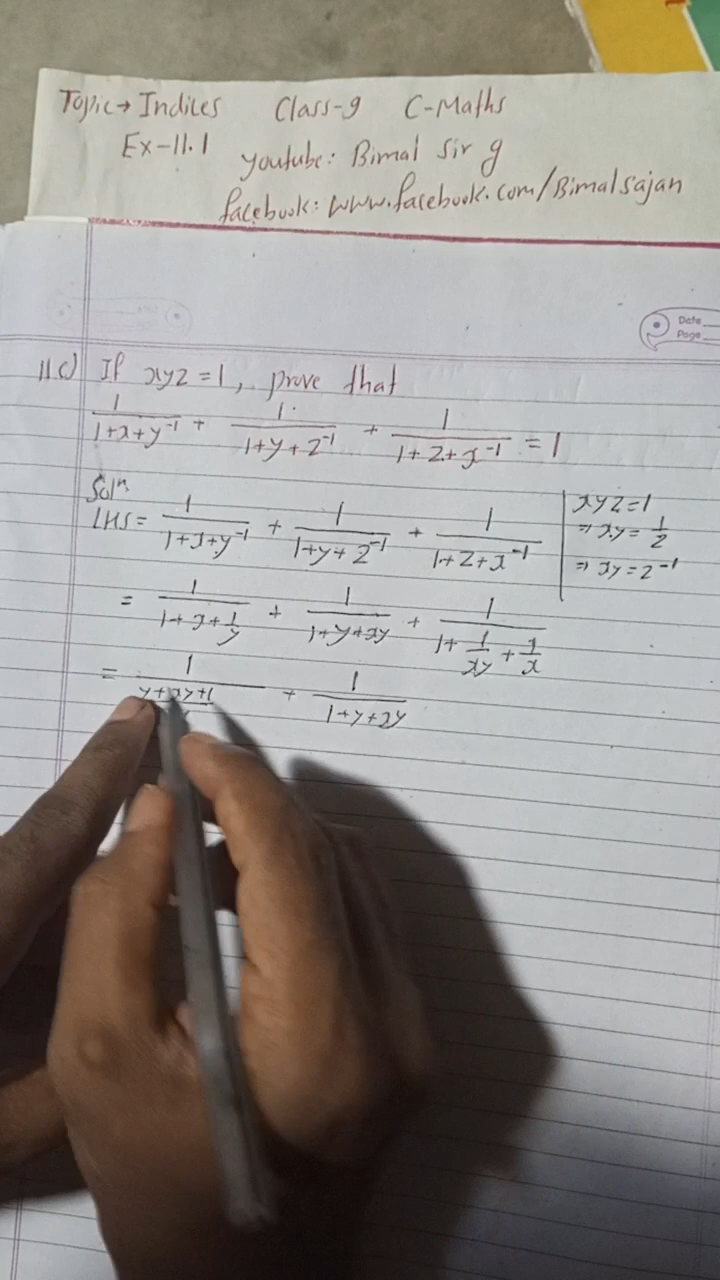 Topic→ Indices Class-9 C-Maths
Ex-11.1 youtube: Bimal Sir g
facebook: www.facebook.com/Bimalsajan
Date
Page
11c) If xyz = 1, prove that
1/(1+x+y⁻¹) + 1/(1+y+z⁻¹) + 1/(1+z+x⁻¹) = 1
Solⁿ
LHS = 1/(1+x+y⁻¹) + 1/(1+y+z⁻¹) + 1/(1+z+x⁻¹)
xyz = 1
⇒ xy = 1/z
⇒ xy = z⁻¹
= 1/(1+x+1/y) + 1/(1+y+xy) + 1/(1+1/xy+1/x)
= 1/((y+xy+1)/y) + 1/(1+y+xy)